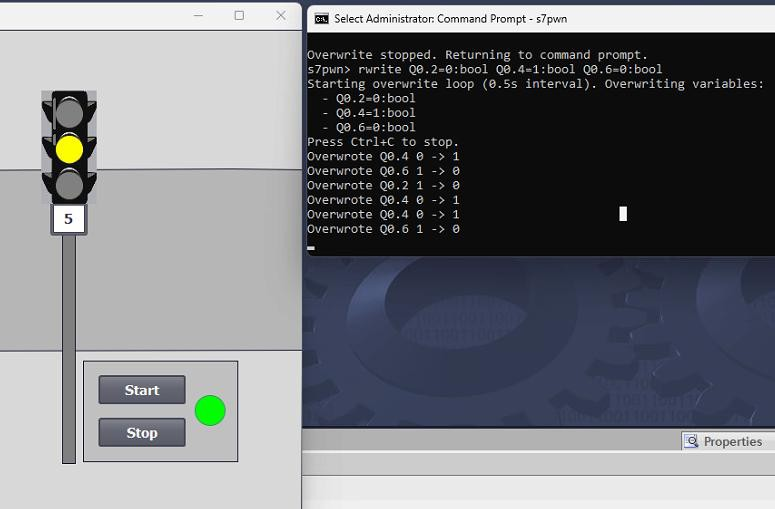 5
Start
Stop
Select Administrator: Command Prompt - s7pwn
Overwrite stopped. Returning to command prompt.
s7pwn> rwrite Q0.2=0:bool Q0.4=1:bool Q0.6=0:bool
Starting overwrite loop (0.5s interval). Overwriting variables:
- Q0.2=0:bool
- Q0.4=1:bool
- Q0.6=0:bool
Press Ctrl+C to stop.
Overwrote Q0.4 0 -> 1
Overwrote Q0.6 1 -> 0
Overwrote Q0.2 1 -> 0
Overwrote Q0.4 0 -> 1
Overwrote Q0.4 0 -> 1
Overwrote Q0.6 1 -> 0
Properties